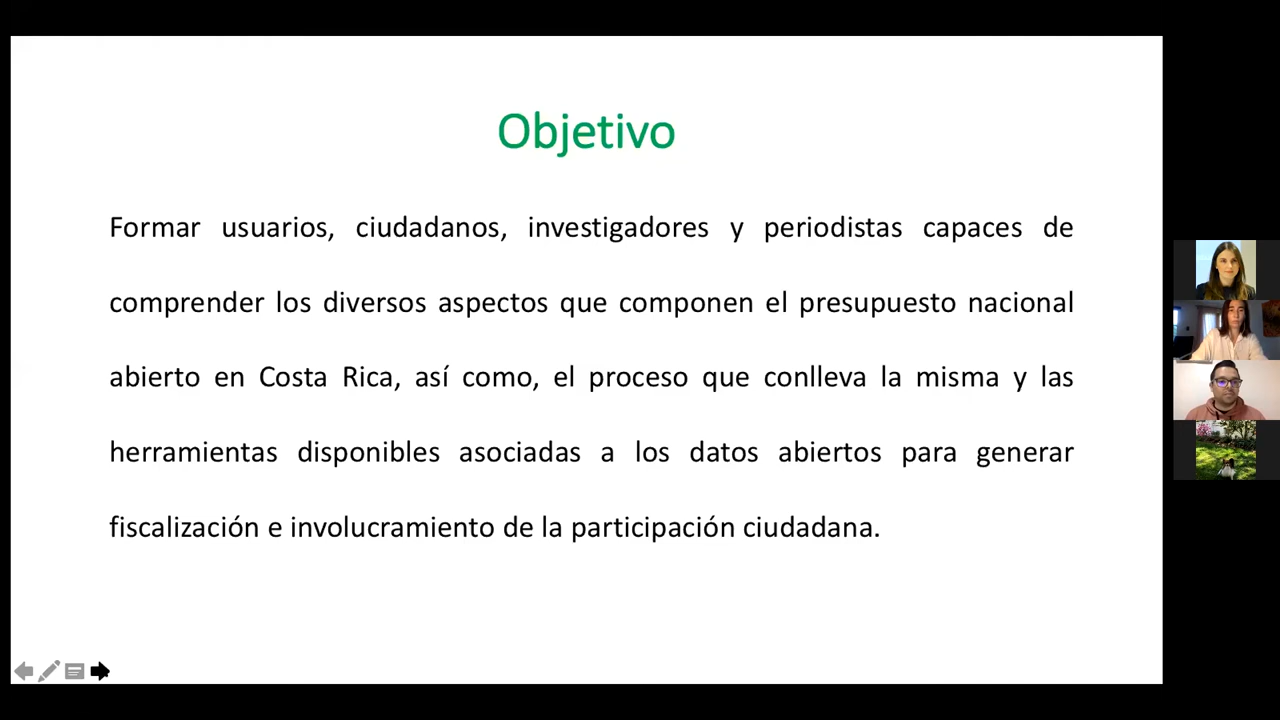 Objetivo
Formar usuarios, ciudadanos, investigadores y periodistas capaces de
comprender los diversos aspectos que componen el presupuesto nacional
abierto en Costa Rica, así como, el proceso que conlleva la misma y las
herramientas disponibles asociadas a los datos abiertos para generar
fiscalización e involucramiento de la participación ciudadana.